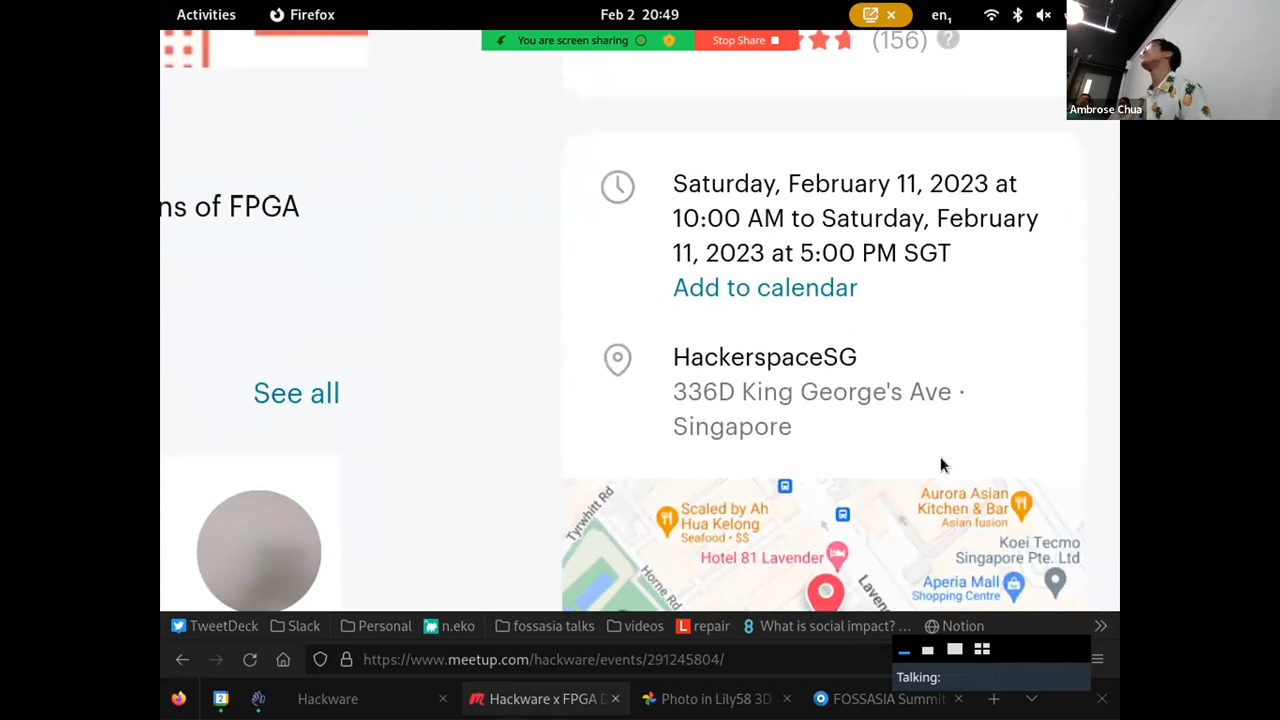 Activities
Firefox
Feb 2 20:49
en,
You are screen sharing
Stop Share
(156)
Ambrose Chua
ns of FPGA
Saturday, February 11, 2023 at
10:00 AM to Saturday, February
11, 2023 at 5:00 PM SGT
Add to calendar
HackerspaceSG
336D King George's Ave ·
Singapore
See all
Tyrwhitt Rd
Scaled by Ah
Hua Kelong
Seafood · $$
Aurora Asian
Kitchen & Bar
Asian fusion
Hotel 81 Lavender
Koei Tecmo
Singapore Pte. Ltd
Horne Rd
Laven
Aperia Mall
Shopping Centre
TweetDeck
Slack
Personal
n.eko
fossasia talks
videos
repair
What is social impact? ...
Notion
https://www.meetup.com/hackware/events/291245804/
Talking:
Hackware
Hackware x FPGA D
Photo in Lily58 3D
FOSSASIA Summit